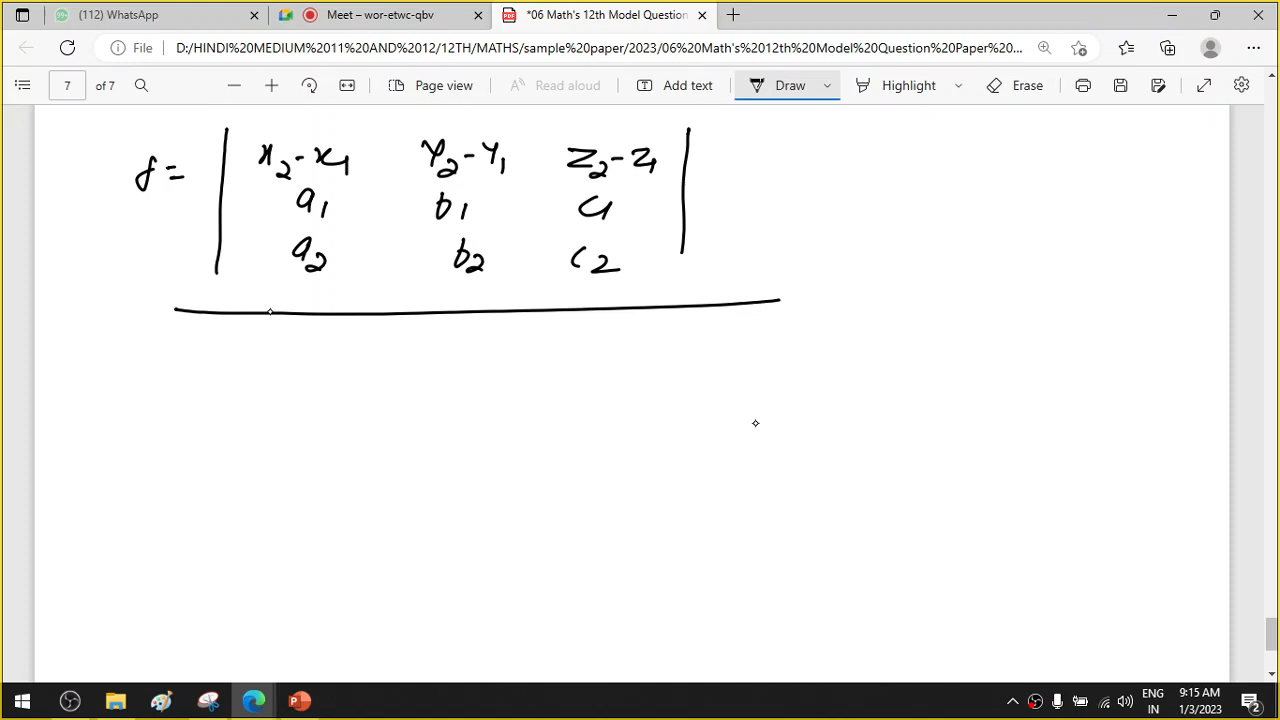 (112) WhatsApp
Meet – wor-etwc-qbv
*06 Math's 12th Model Question
File
D:/HINDI%20MEDIUM%2011%20AND%2012/12TH/MATHS/sample%20paper/2023/06%20Math's%2012th%20Model%20Question%20Paper%20...
7 of 7
Page view
Read aloud
Add text
Draw
Highlight
Erase
f = | x2 - x1 y2 - y1 z2 - z1 |
a1 b1 c1
a2 b2 c2
ENG
IN
9:15 AM
1/3/2023
2